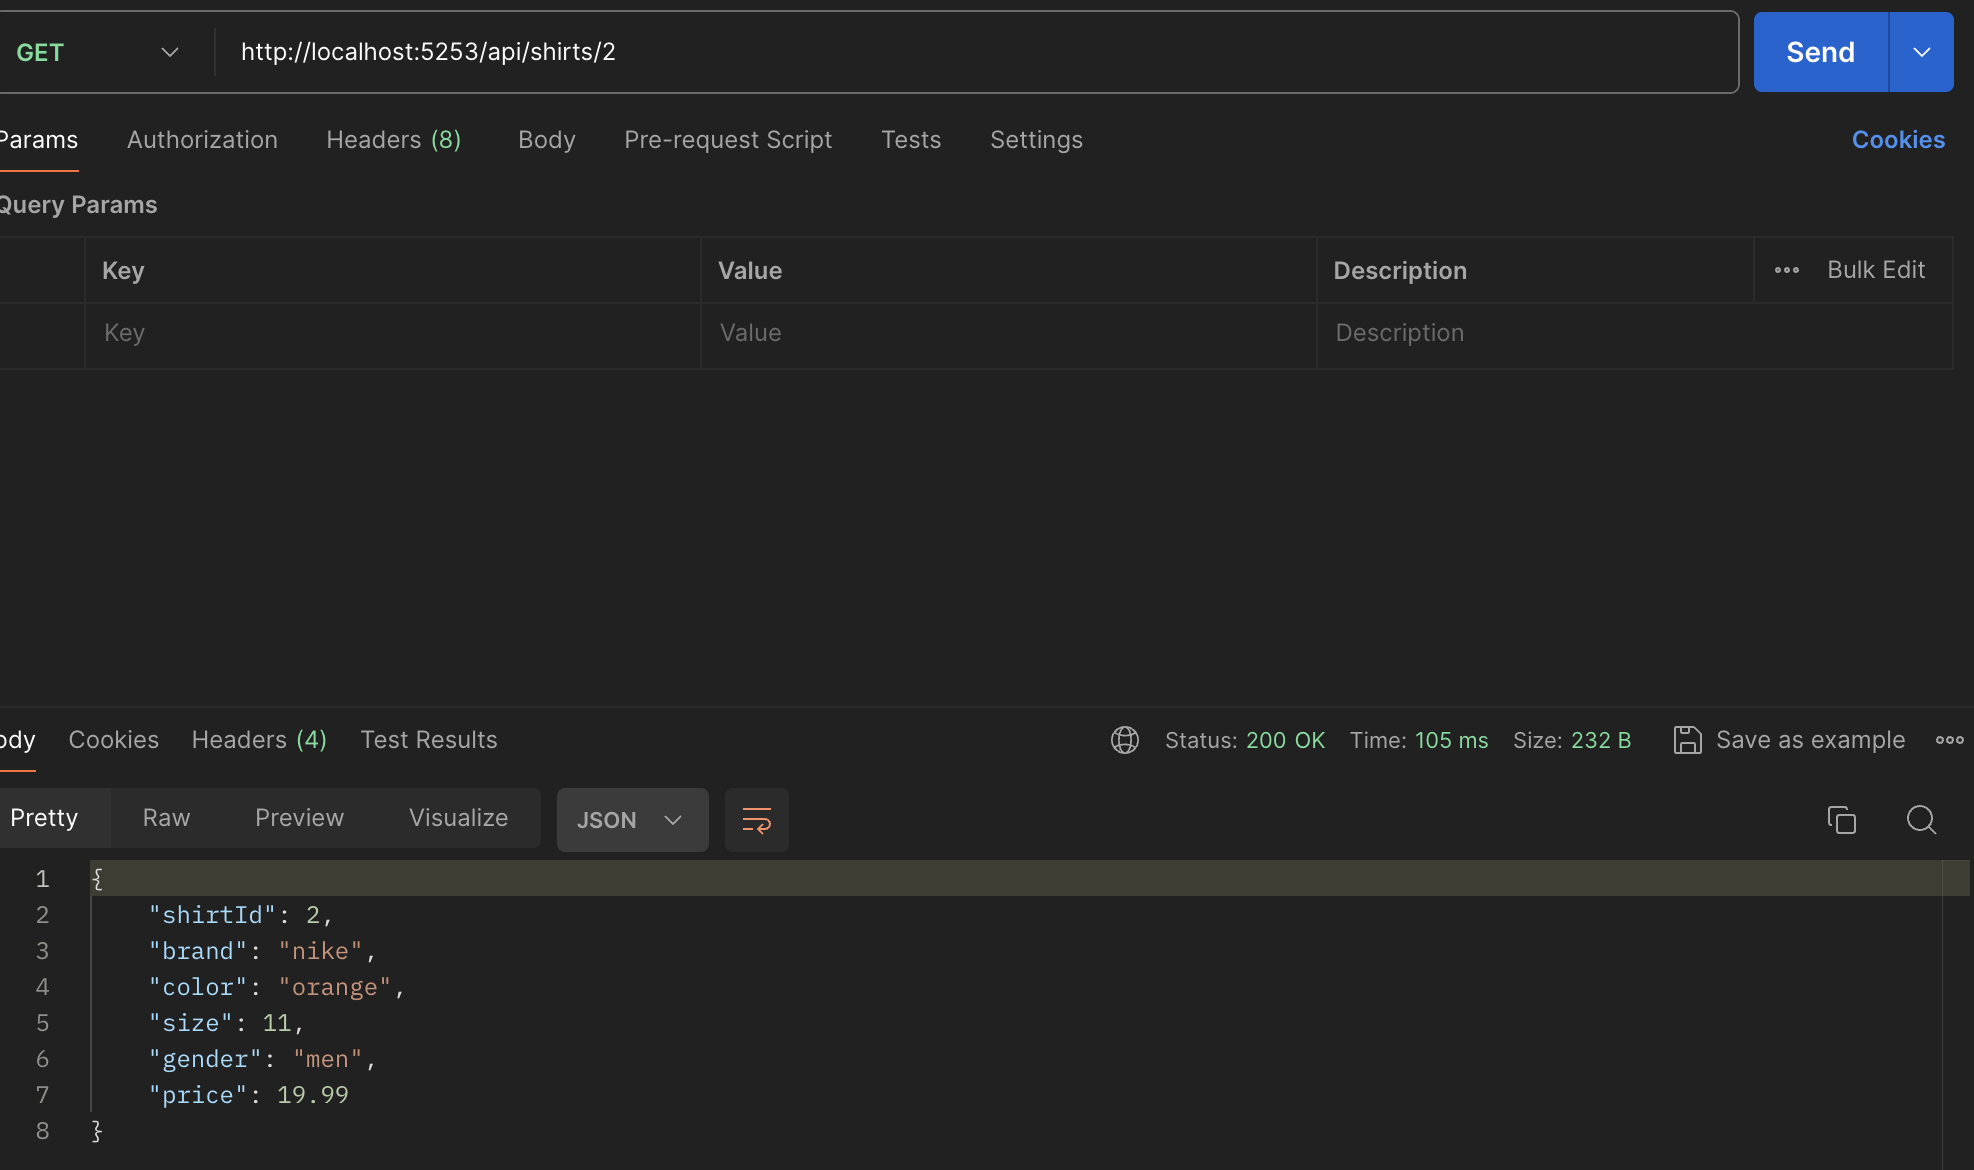 GET http://localhost:5253/api/shirts/2 Send
Params Authorization Headers (8) Body Pre-request Script Tests Settings Cookies
Query Params
Key Value Description Bulk Edit
Key Value Description
ody Cookies Headers (4) Test Results Status: 200 OK Time: 105 ms Size: 232 B Save as example
Pretty Raw Preview Visualize JSON
1 {
2 "shirtId": 2,
3 "brand": "nike",
4 "color": "orange",
5 "size": 11,
6 "gender": "men",
7 "price": 19.99
8 }